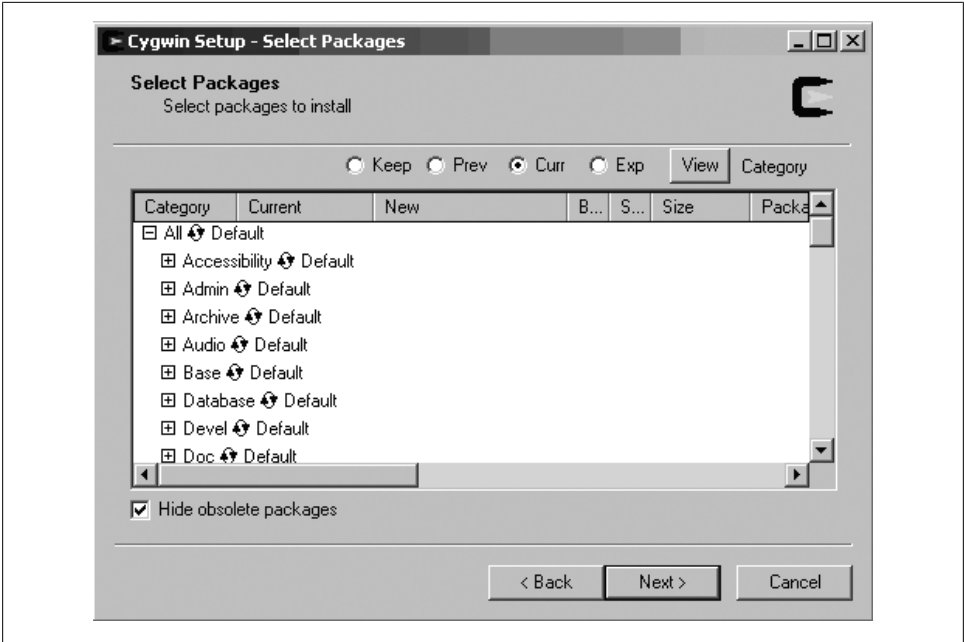 Cygwin Setup - Select Packages
Select Packages
Select packages to install
Keep Prev Curr Exp View Category
Category Current New B... S... Size Packa
All Default
Accessibility Default
Admin Default
Archive Default
Audio Default
Base Default
Database Default
Devel Default
Doc Default
Hide obsolete packages
< Back Next > Cancel